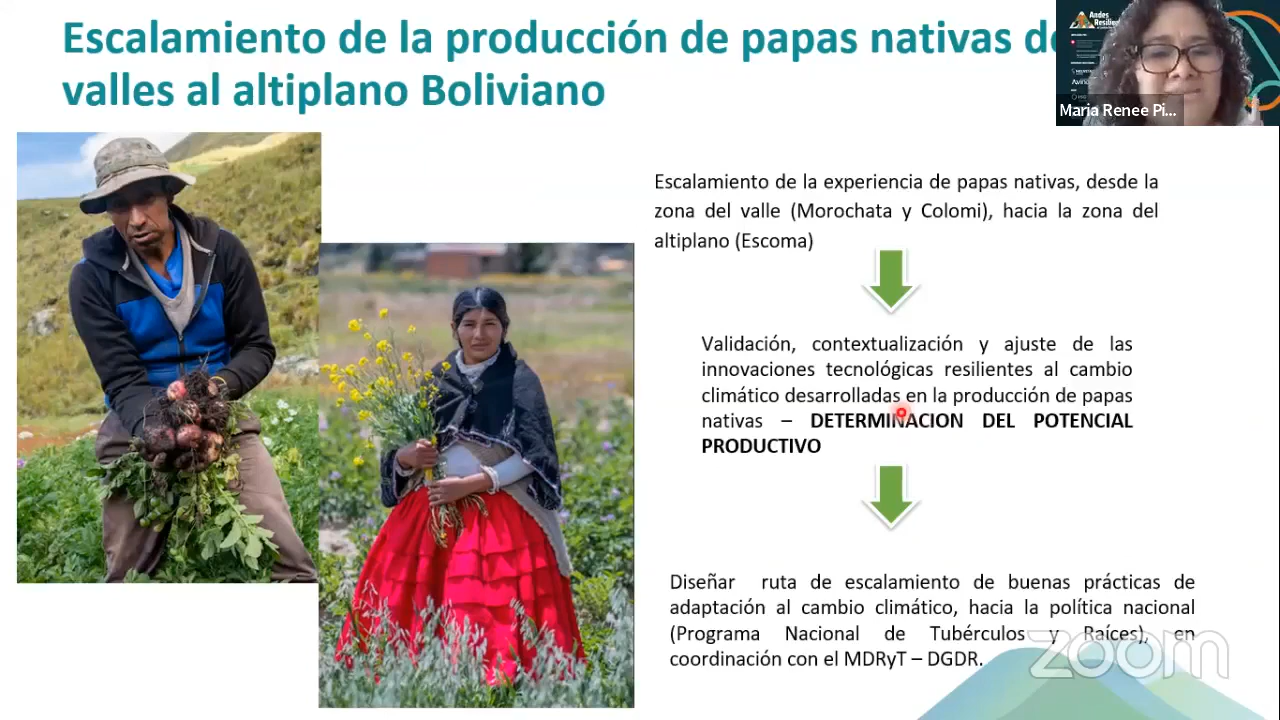 Escalamiento de la producción de papas nativas de
valles al altiplano Boliviano
Andes
Resilie
Maria Renee Pi...
Escalamiento de la experiencia de papas nativas, desde la
zona del valle (Morochata y Colomi), hacia la zona del
altiplano (Escoma)
Validación, contextualización y ajuste de las
innovaciones tecnológicas resilientes al cambio
climático desarrolladas en la producción de papas
nativas – DETERMINACION DEL POTENCIAL
PRODUCTIVO
Diseñar ruta de escalamiento de buenas prácticas de
adaptación al cambio climático, hacia la política nacional
(Programa Nacional de Tubérculos y Raíces), en
coordinación con el MDRyT – DGDR.
zoom